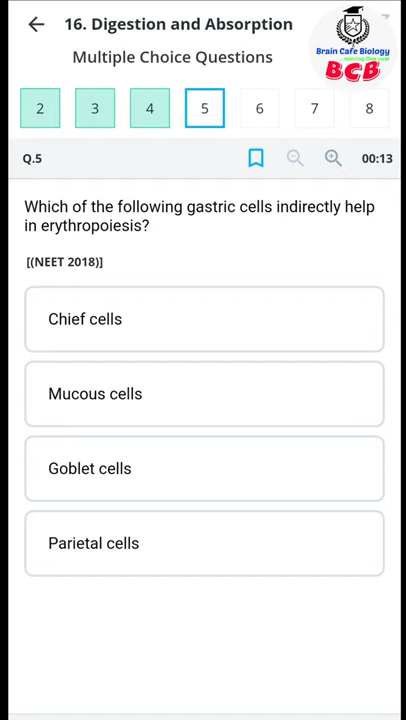 16. Digestion and Absorption
Multiple Choice Questions
Brain Cafe Biology
BCB
2 3 4 5 6 7 8
Q.5 00:13
Which of the following gastric cells indirectly help
in erythropoiesis?
[(NEET 2018)]
Chief cells
Mucous cells
Goblet cells
Parietal cells